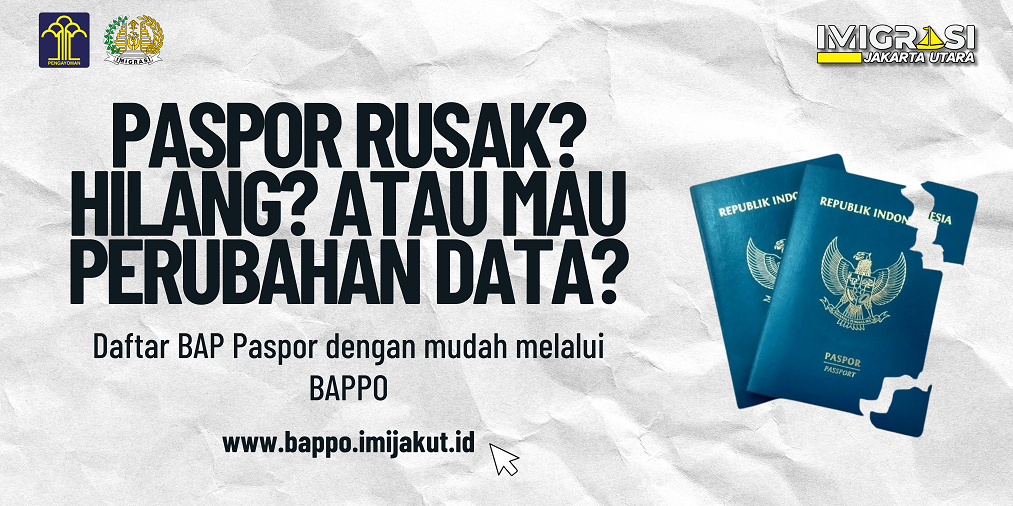 PENGAYOMAN
IMIGRASI
IMIGRASI
JAKARTA UTARA
PASPOR RUSAK?
HILANG? ATAU MAU
PERUBAHAN DATA?
Daftar BAP Paspor dengan mudah melalui
BAPPO
www.bappo.imijakut.id
REPUBLIK INDO
REPUBLIK INDONESIA
PASPOR
PASSPORT